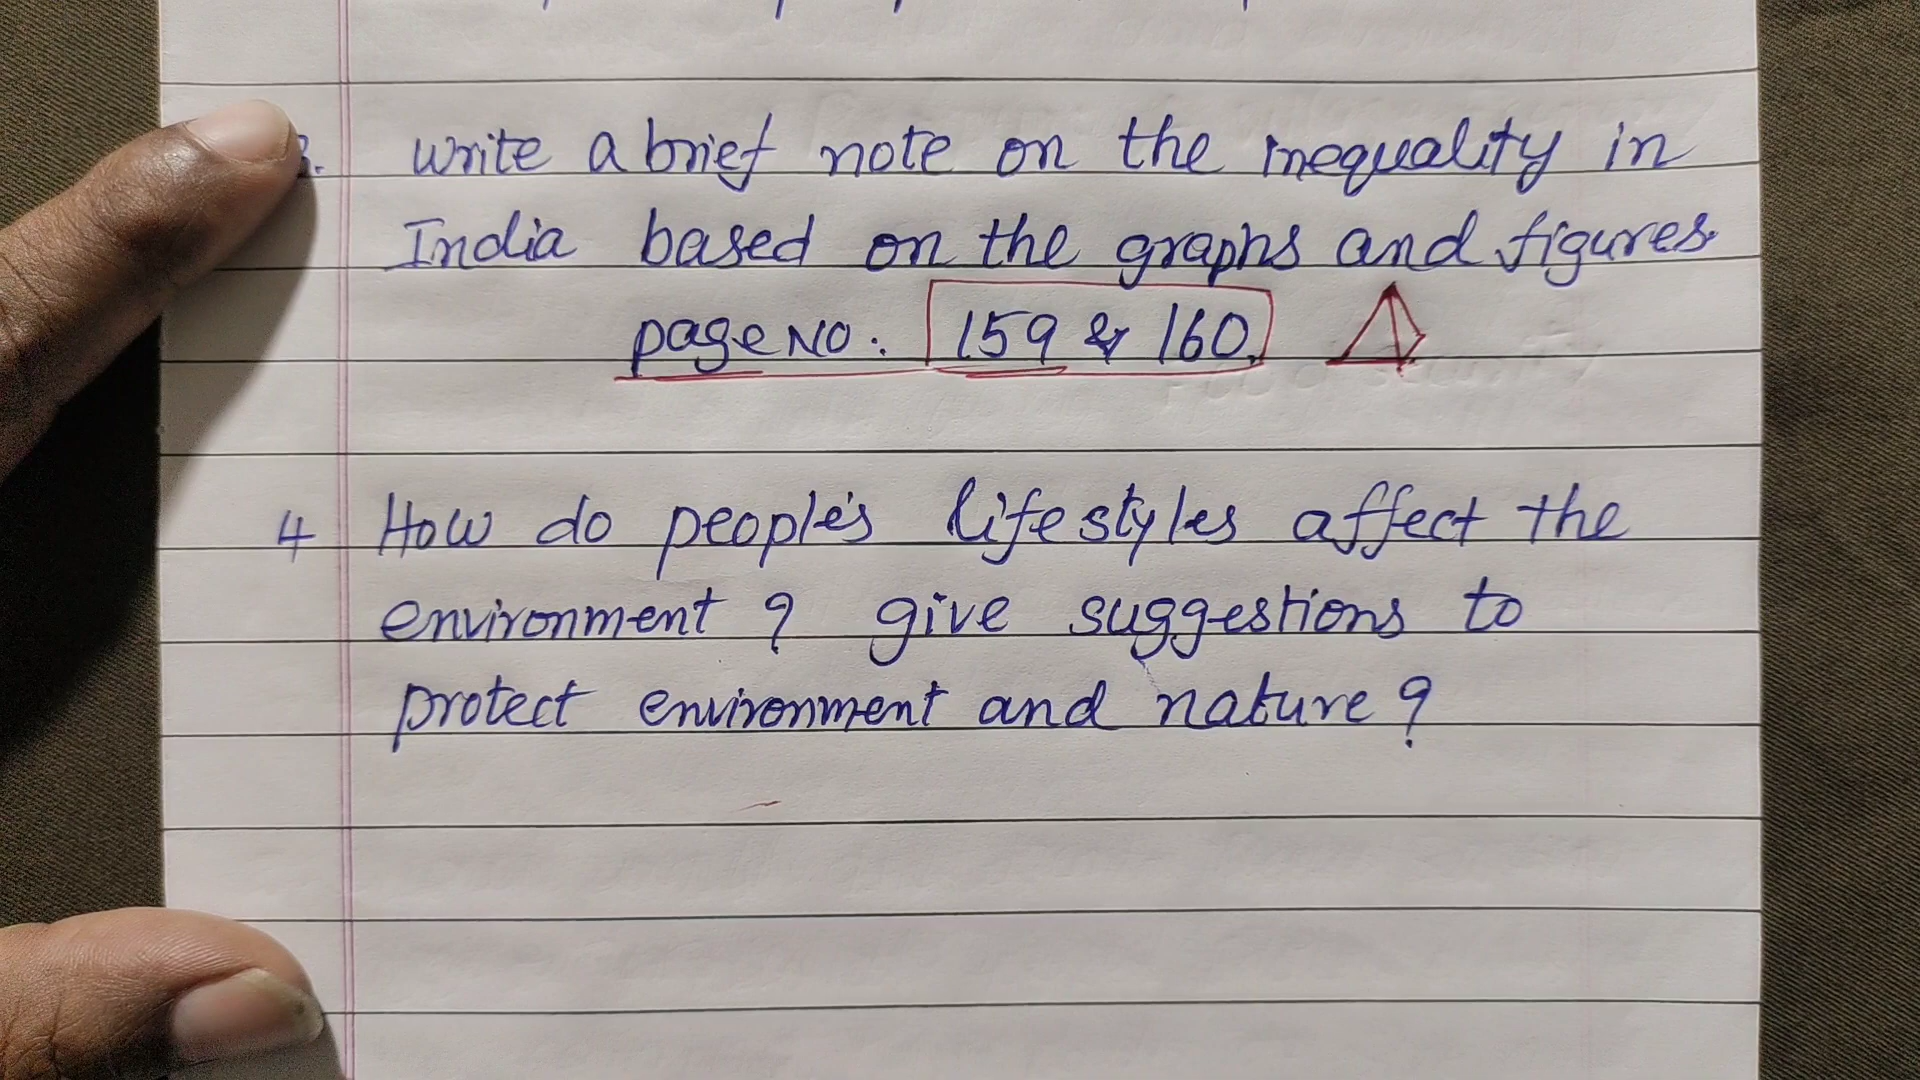 3. write a brief note on the inequality in
India based on the graphs and figures.
page NO: 159 & 160.
4 How do people's lifestyles affect the
environment ? give suggestions to
protect environment and nature ?